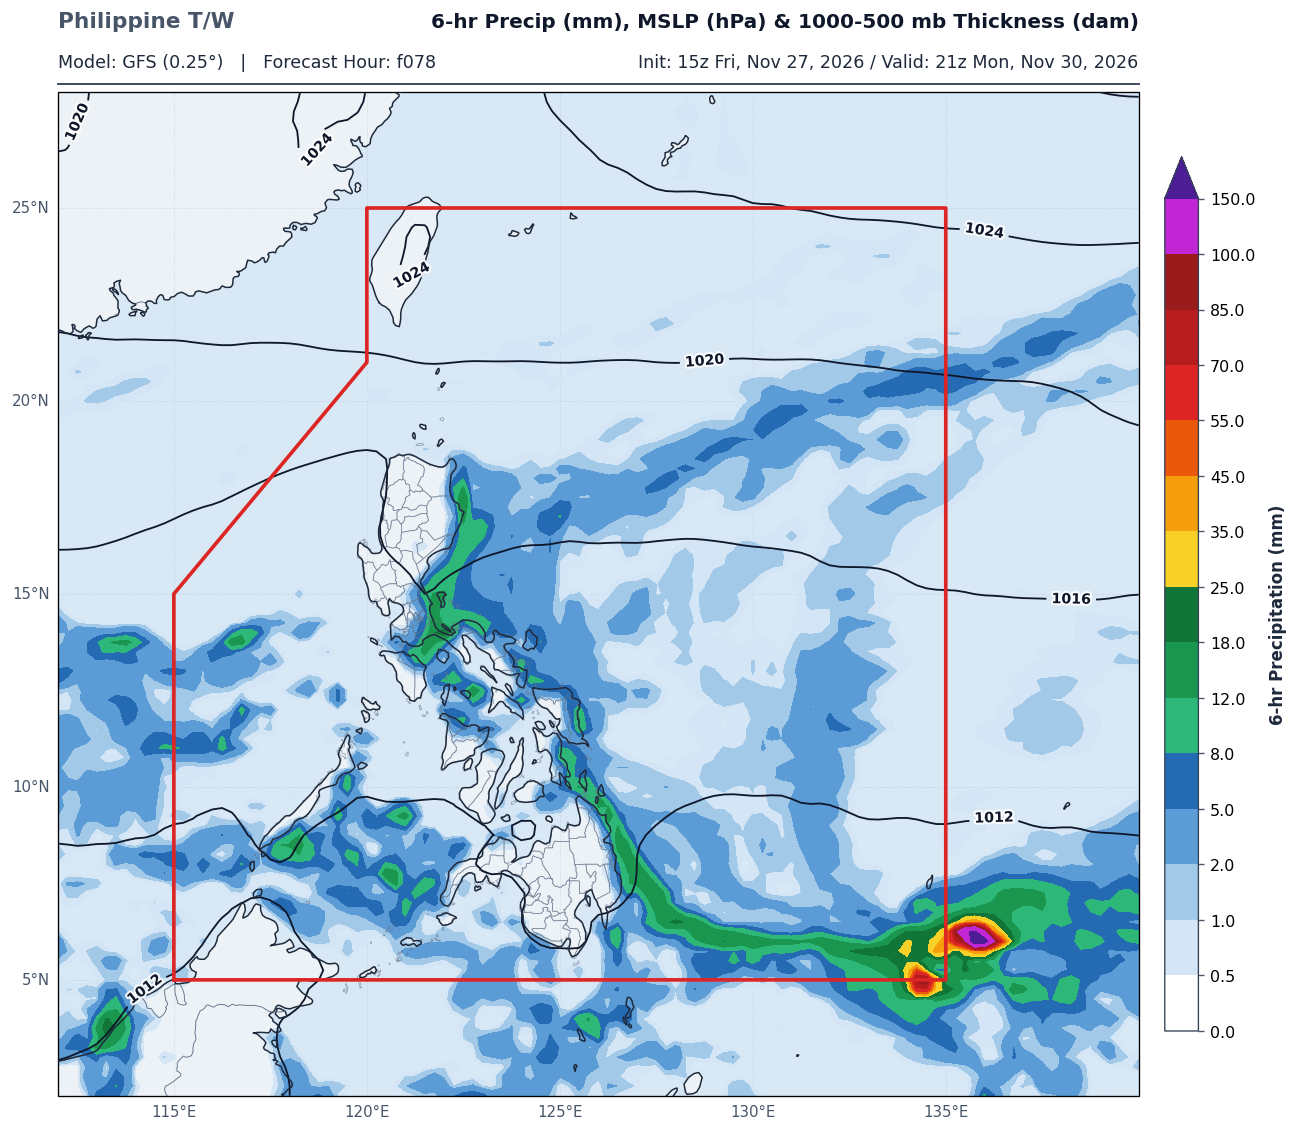 Philippine T/W
6-hr Precip (mm), MSLP (hPa) & 1000-500 mb Thickness (dam)
Model: GFS (0.25°)   |   Forecast Hour: f078
Init: 15z Fri, Nov 27, 2026 / Valid: 21z Mon, Nov 30, 2026
1020
1024
1024
1024
1020
1016
1012
1012
25°N
20°N
15°N
10°N
5°N
115°E
120°E
125°E
130°E
135°E
150.0
100.0
85.0
70.0
55.0
45.0
35.0
25.0
18.0
12.0
8.0
5.0
2.0
1.0
0.5
0.0
6-hr Precipitation (mm)